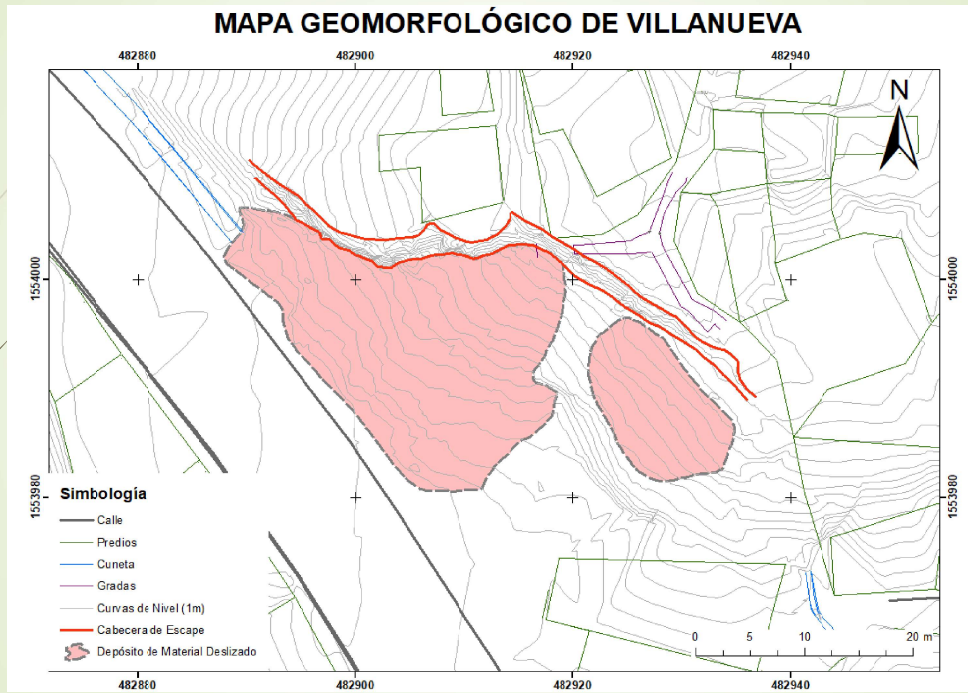 MAPA GEOMORFOLÓGICO DE VILLANUEVA
482880 482900 482920 482940
N
1554000 1554000
1553980 1553980
Simbología
Calle
Predios
Cuneta
Gradas
Curvas de Nivel (1m)
Cabecera de Escape
Depósito de Material Deslizado
0 5 10 20 m
482880 482900 482920 482940